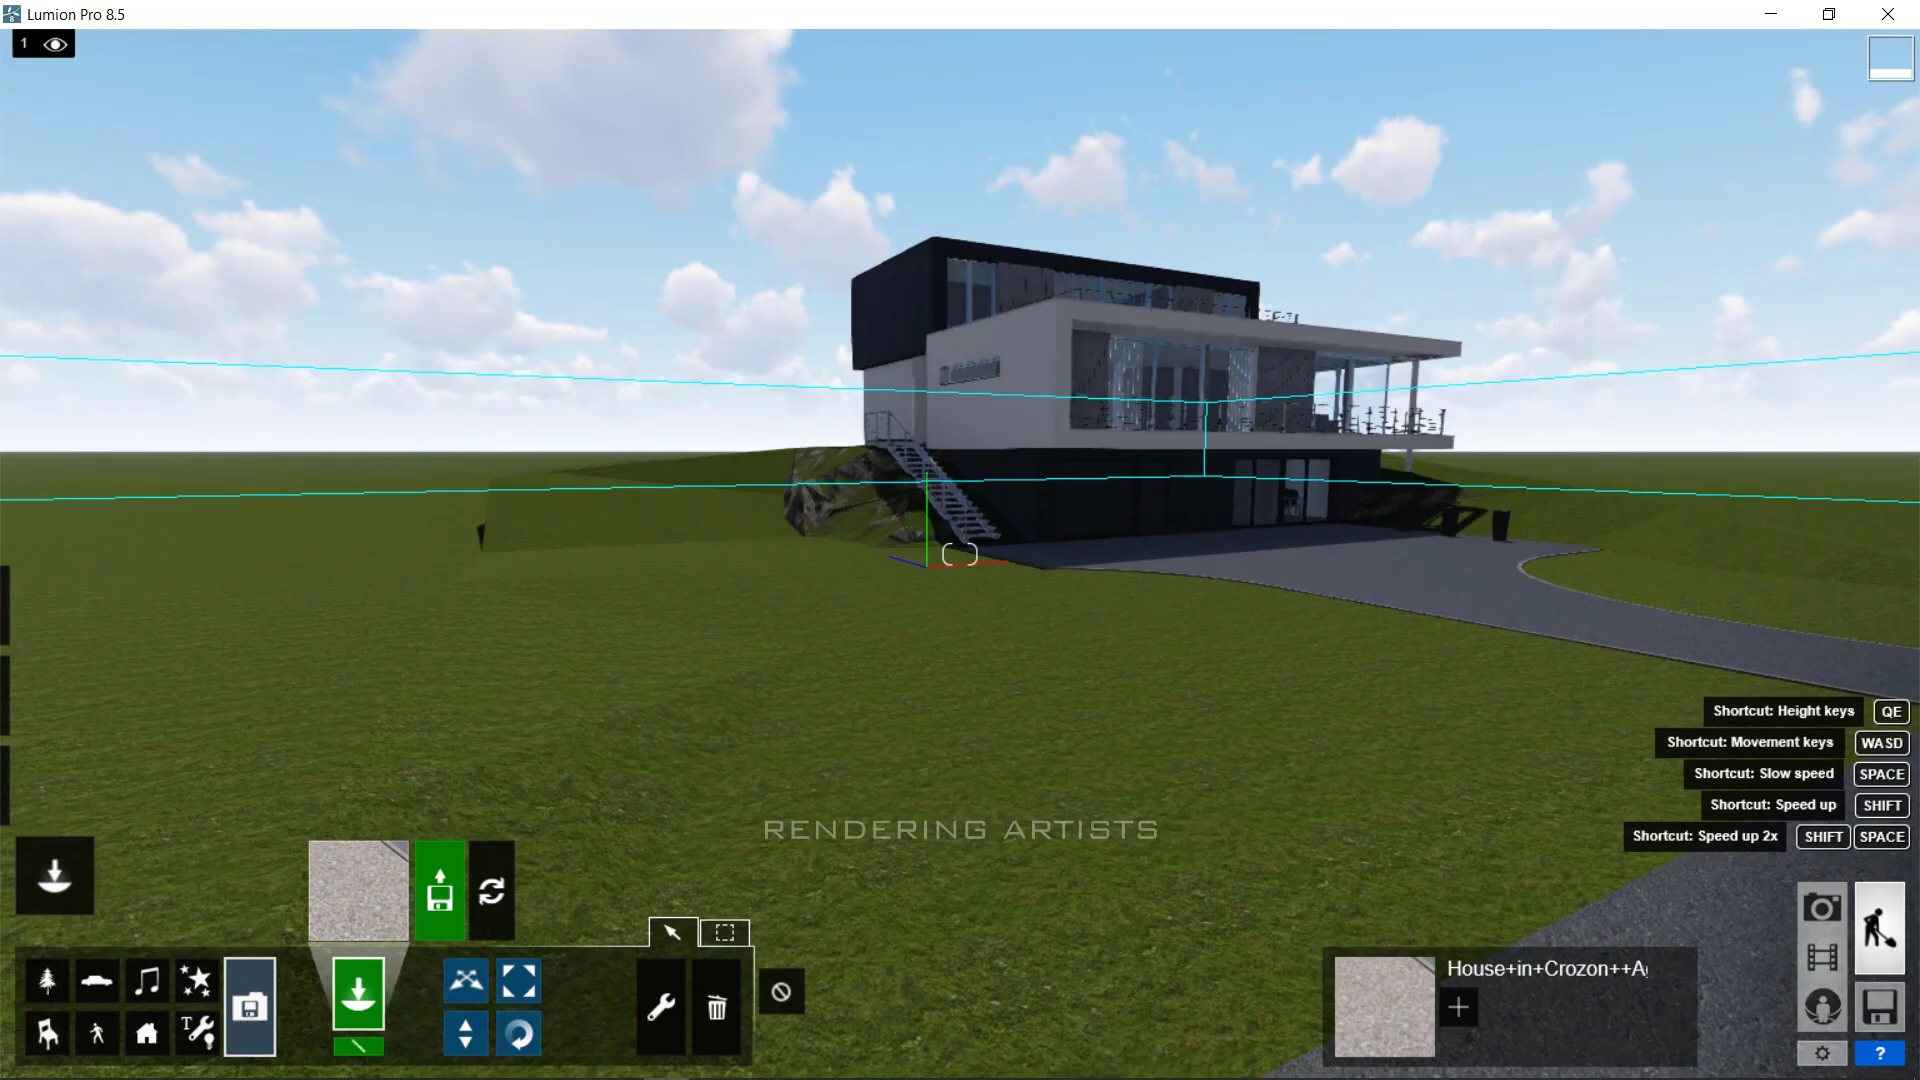 Lumion Pro 8.5
1
Shortcut: Height keys QE
Shortcut: Movement keys WASD
Shortcut: Slow speed SPACE
Shortcut: Speed up SHIFT
Shortcut: Speed up 2x SHIFT SPACE
RENDERING ARTISTS
House+in+Crozon++A
T
?